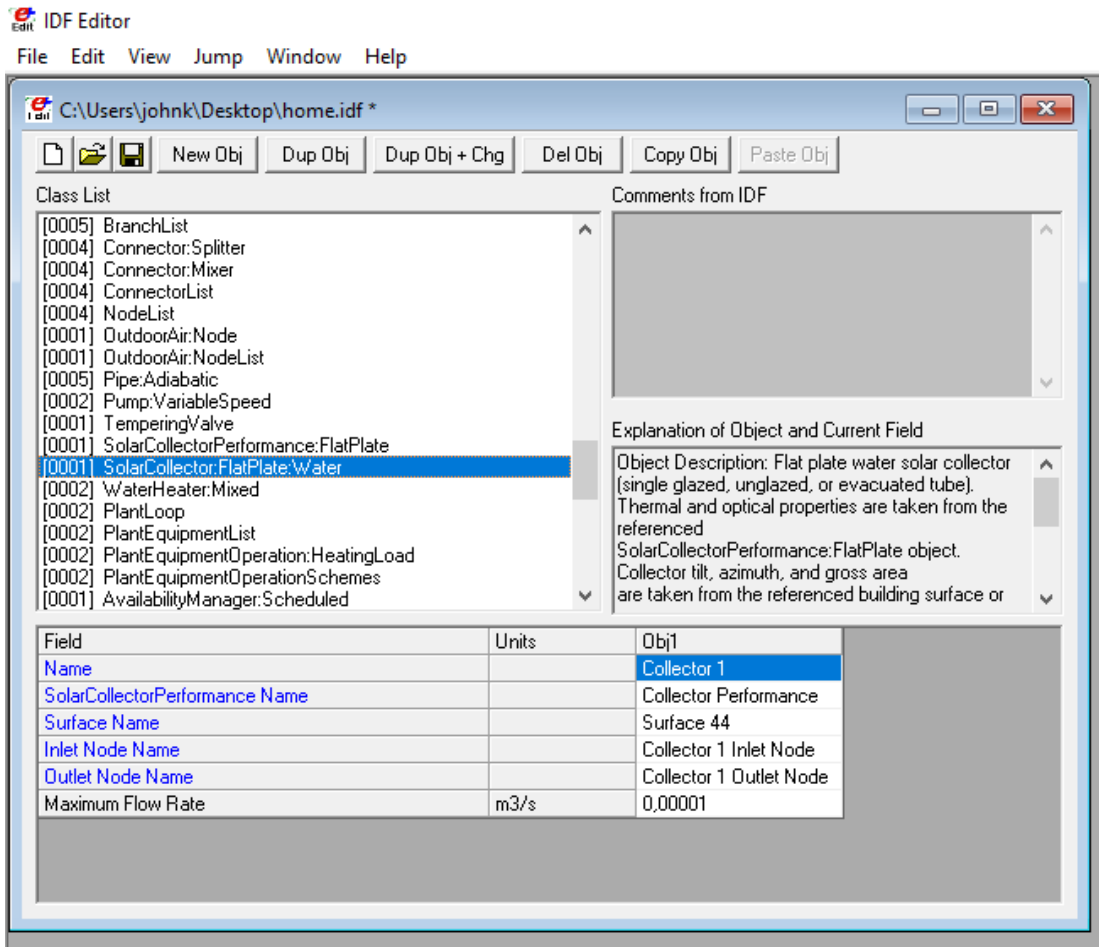 IDF Editor
File Edit View Jump Window Help
C:\Users\johnk\Desktop\home.idf *
New Obj Dup Obj Dup Obj + Chg Del Obj Copy Obj Paste Obj
Class List
[0005] BranchList
[0004] Connector:Splitter
[0004] Connector:Mixer
[0004] ConnectorList
[0004] NodeList
[0001] OutdoorAir:Node
[0001] OutdoorAir:NodeList
[0005] Pipe:Adiabatic
[0002] Pump:VariableSpeed
[0001] TemperingValve
[0001] SolarCollectorPerformance:FlatPlate
[0001] SolarCollector:FlatPlate:Water
[0002] WaterHeater:Mixed
[0002] PlantLoop
[0002] PlantEquipmentList
[0002] PlantEquipmentOperation:HeatingLoad
[0002] PlantEquipmentOperationSchemes
[0001] AvailabilityManager:Scheduled
Comments from IDF
Explanation of Object and Current Field
Object Description: Flat plate water solar collector
(single glazed, unglazed, or evacuated tube).
Thermal and optical properties are taken from the
referenced
SolarCollectorPerformance:FlatPlate object.
Collector tilt, azimuth, and gross area
are taken from the referenced building surface or
Field Units Obj1
Name Collector 1
SolarCollectorPerformance Name Collector Performance
Surface Name Surface 44
Inlet Node Name Collector 1 Inlet Node
Outlet Node Name Collector 1 Outlet Node
Maximum Flow Rate m3/s 0,00001